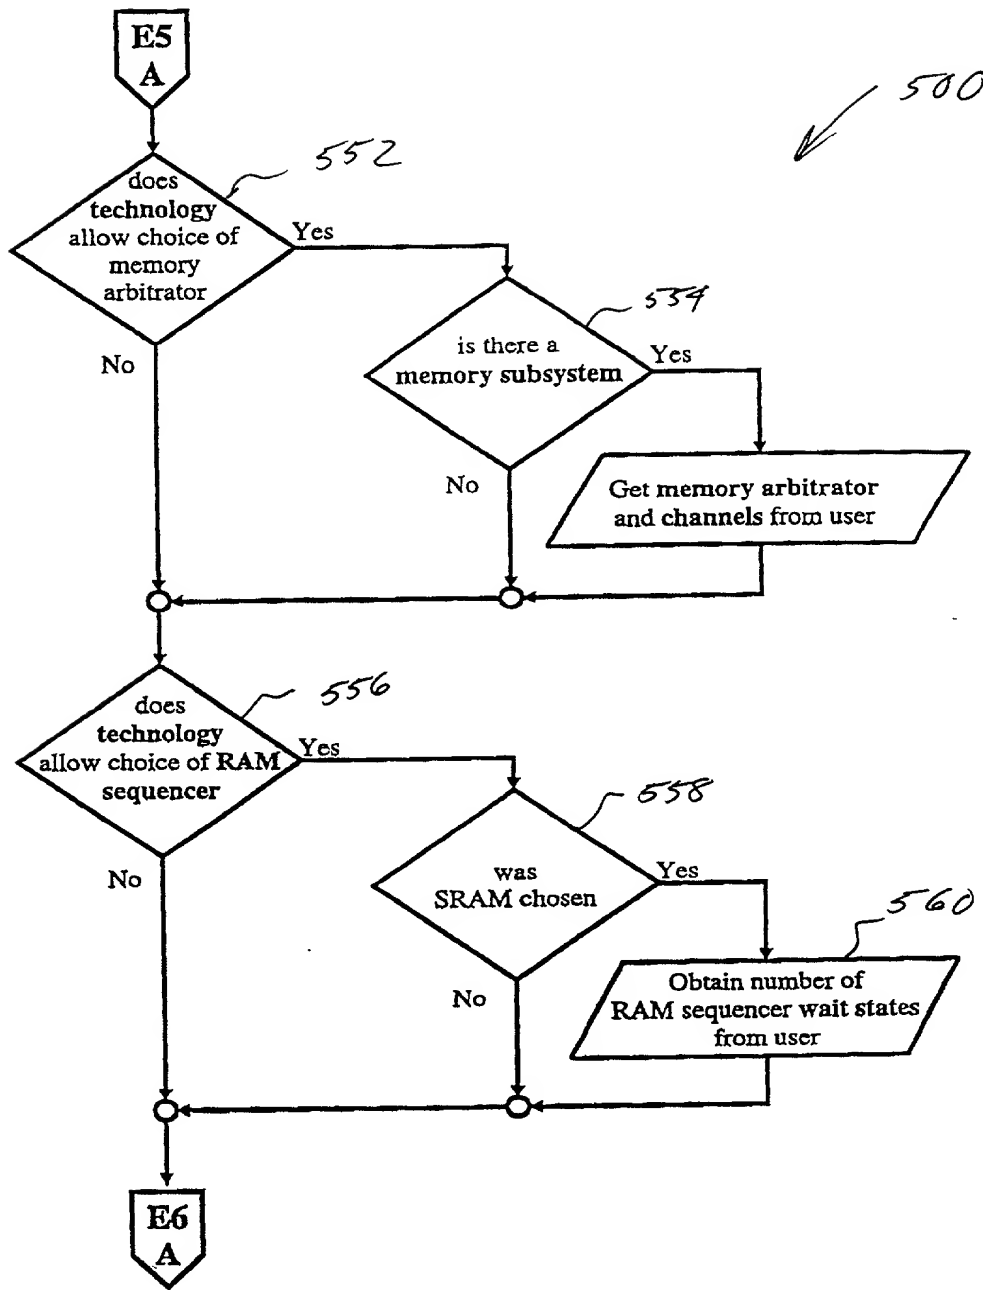 E5
A
500
552
does
technology
allow choice of
memory
arbitrator
Yes
No
554
is there a
memory subsystem
Yes
No
Get memory arbitrator
and channels from user
556
does
technology
allow choice of RAM
sequencer
Yes
No
558
was
SRAM chosen
Yes
No
560
Obtain number of
RAM sequencer wait states
from user
E6
A